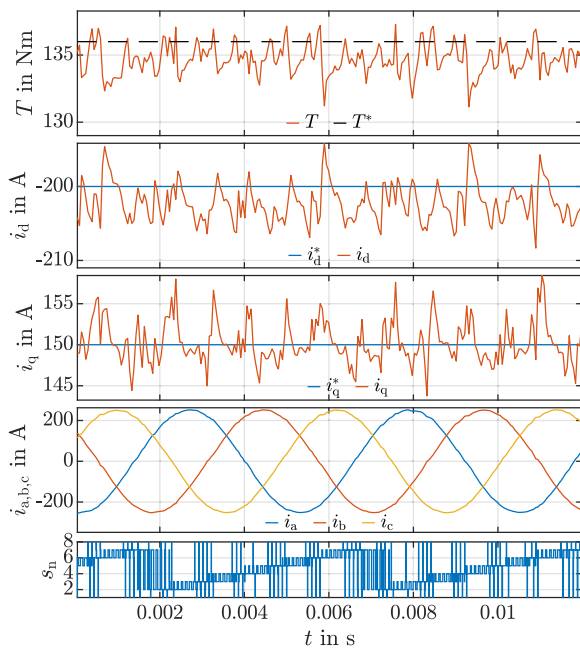 135
130
T in Nm
T T*
-200
-210
i_d in A
i_d* i_d
155
150
145
i_q in A
i_q* i_q
200
0
-200
i_a,b,c in A
i_a i_b i_c
8
6
4
2
s_n
0.002 0.004 0.006 0.008 0.01
t in s